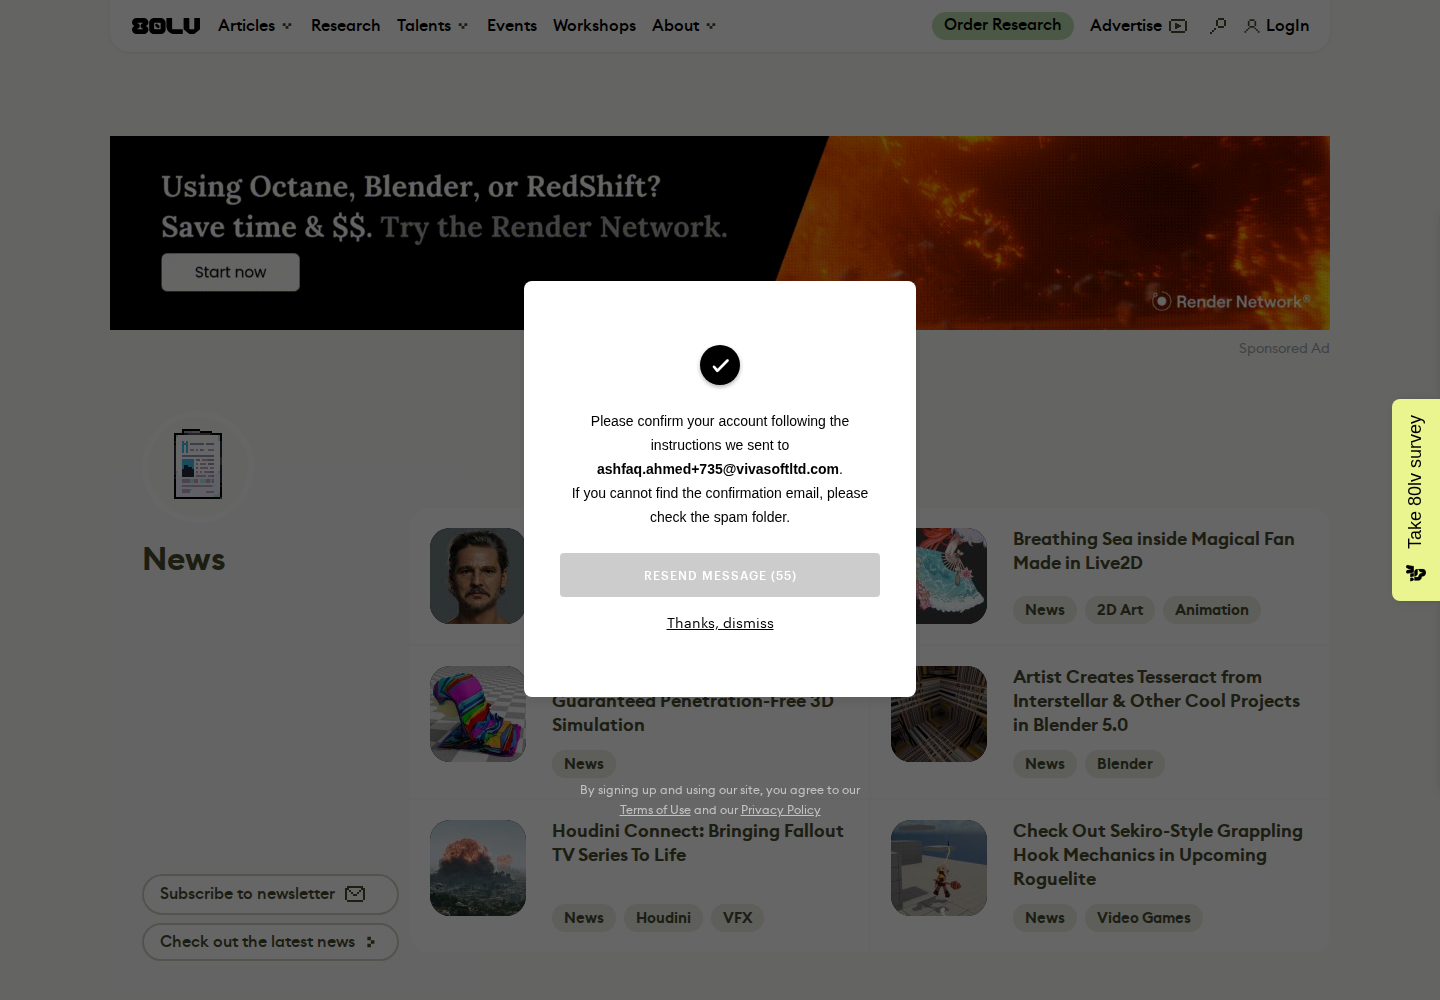 80LV
Articles
Research
Talents
Events
Workshops
About
Order Research
Advertise
LogIn
Using Octane, Blender, or RedShift?
Save time & $$. Try the Render Network.
Start now
Render Network®
Sponsored Ad
Please confirm your account following the
instructions we sent to
ashfaq.ahmed+735@vivasoftltd.com.
If you cannot find the confirmation email, please
check the spam folder.
RESEND MESSAGE (55)
Thanks, dismiss
By signing up and using our site, you agree to our
Terms of Use and our Privacy Policy
Take 80lv survey
News
Subscribe to newsletter
Check out the latest news
Breathing Sea inside Magical Fan
Made in Live2D
News
2D Art
Animation
Guaranteed Penetration-Free 3D
Simulation
News
Artist Creates Tesseract from
Interstellar & Other Cool Projects
in Blender 5.0
News
Blender
Houdini Connect: Bringing Fallout
TV Series To Life
News
Houdini
VFX
Check Out Sekiro-Style Grappling
Hook Mechanics in Upcoming
Roguelite
News
Video Games